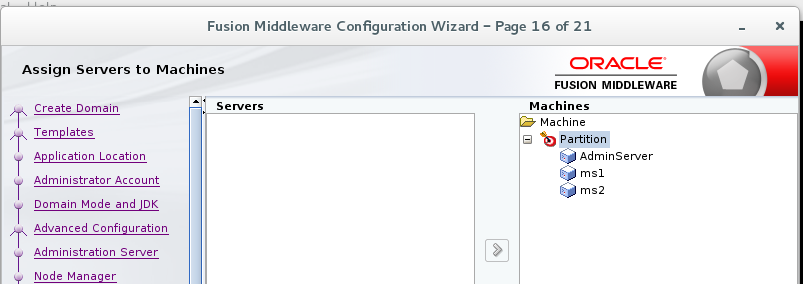 Fusion Middleware Configuration Wizard – Page 16 of 21
Assign Servers to Machines
ORACLE
FUSION MIDDLEWARE
Create Domain
Templates
Application Location
Administrator Account
Domain Mode and JDK
Advanced Configuration
Administration Server
Node Manager
Servers
Machines
Machine
Partition
AdminServer
ms1
ms2